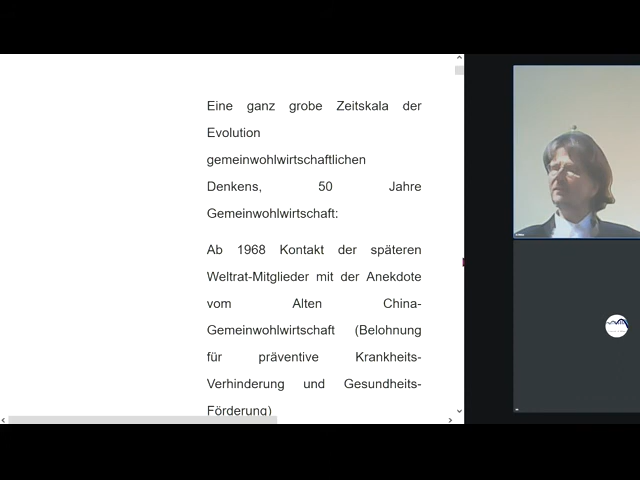 Eine ganz grobe Zeitskala der
Evolution
gemeinwohlwirtschaftlichen
Denkens, 50 Jahre
Gemeinwohlwirtschaft:
Ab 1968 Kontakt der späteren
Weltrat-Mitglieder mit der Anekdote
vom Alten China-
Gemeinwohlwirtschaft (Belohnung
für präventive Krankheits-
Verhinderung und Gesundheits-
Förderung)